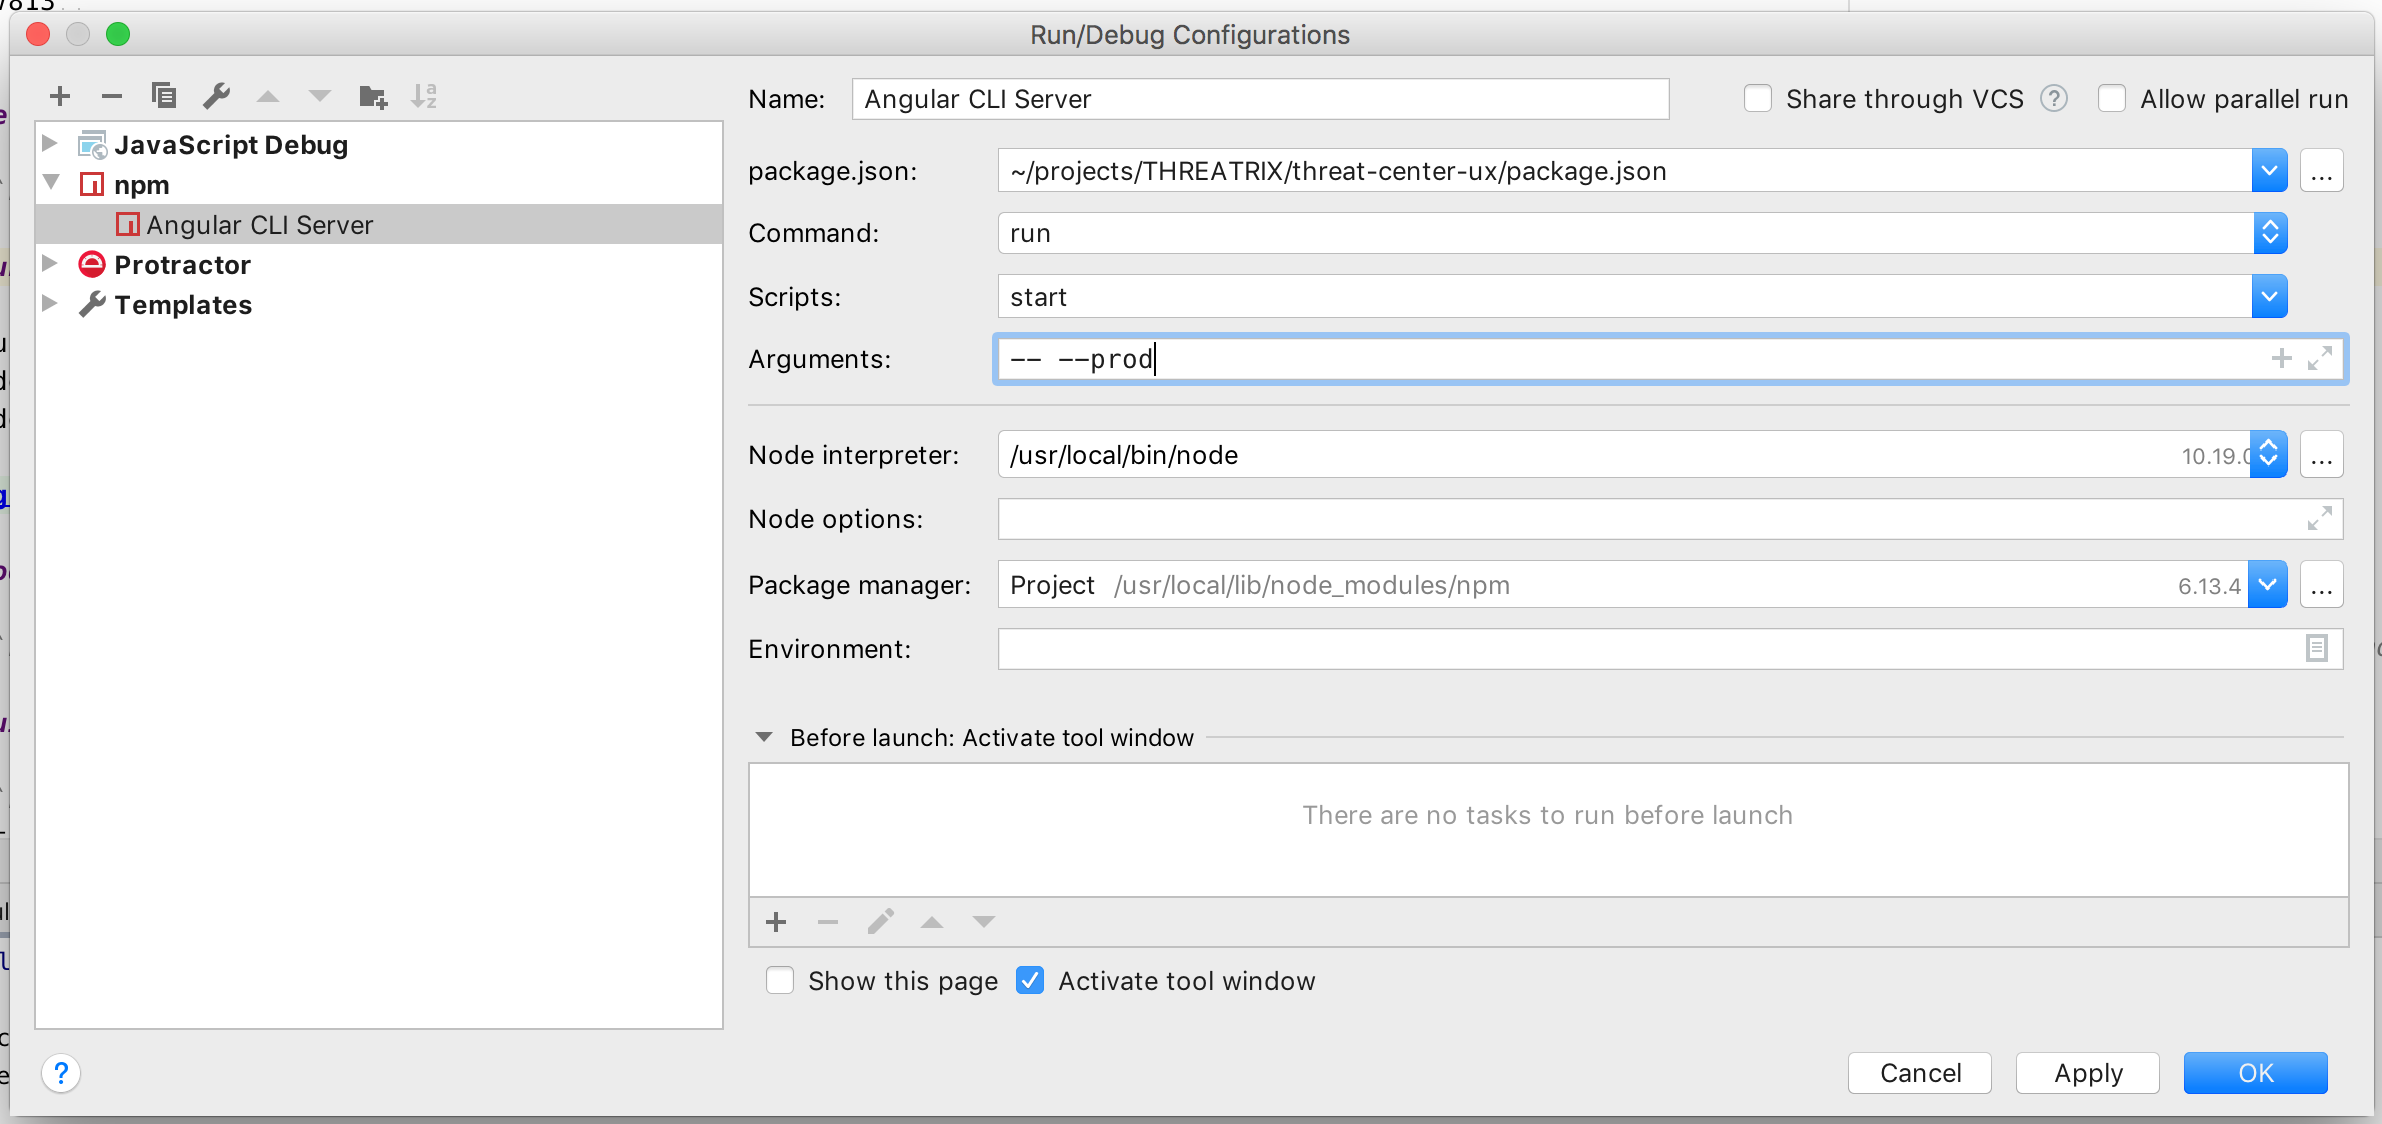 Run/Debug Configurations
JavaScript Debug
npm
Angular CLI Server
Protractor
Templates
Name: Angular CLI Server Share through VCS ? Allow parallel run
package.json: ~/projects/THREATRIX/threat-center-ux/package.json ...
Command: run
Scripts: start
Arguments: -- --prod
Node interpreter: /usr/local/bin/node 10.19.0 ...
Node options:
Package manager: Project /usr/local/lib/node_modules/npm 6.13.4 ...
Environment:
Before launch: Activate tool window
There are no tasks to run before launch
Show this page Activate tool window
? Cancel Apply OK